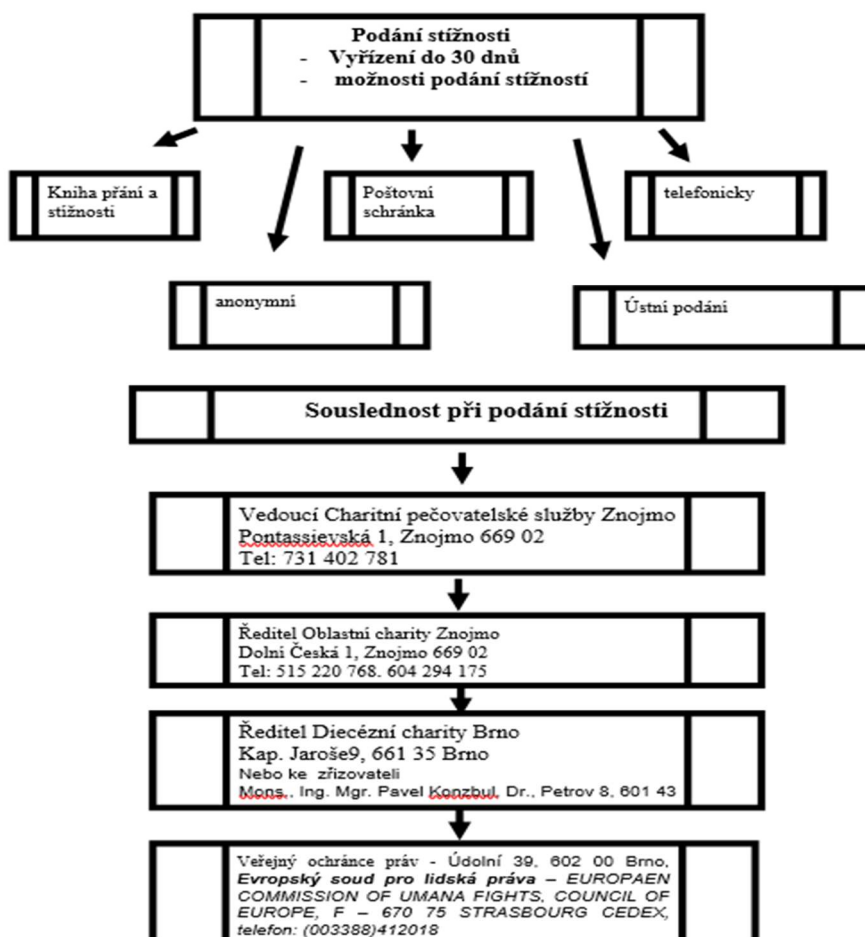 Podání stížnosti
- Vyřízení do 30 dnů
- možnosti podání stížností
Kniha přání a
stižnosti
Poštovní
schránka
telefonicky
anonymní
Ústní podání
Souslednost při podání stížnosti
Vedoucí Charitní pečovatelské služby Znojmo
Pontassievská 1, Znojmo 669 02
Tel: 731 402 781
Ředitel Oblastní charity Znojmo
Dolní Česká 1, Znojmo 669 02
Tel: 515 220 768. 604 294 175
Ředitel Diecézní charity Brno
Kap. Jaroše9, 661 35 Brno
Nebo ke zřizovateli
Mons., Ing. Mgr. Pavel Konzbul, Dr., Petrov 8, 601 43
Veřejný ochránce práv - Údolní 39, 602 00 Brno,
Evropský soud pro lidská práva – EUROPAEN
COMMISSION OF UMANA FIGHTS, COUNCIL OF
EUROPE, F – 670 75 STRASBOURG CEDEX,
telefon: (003388)412018